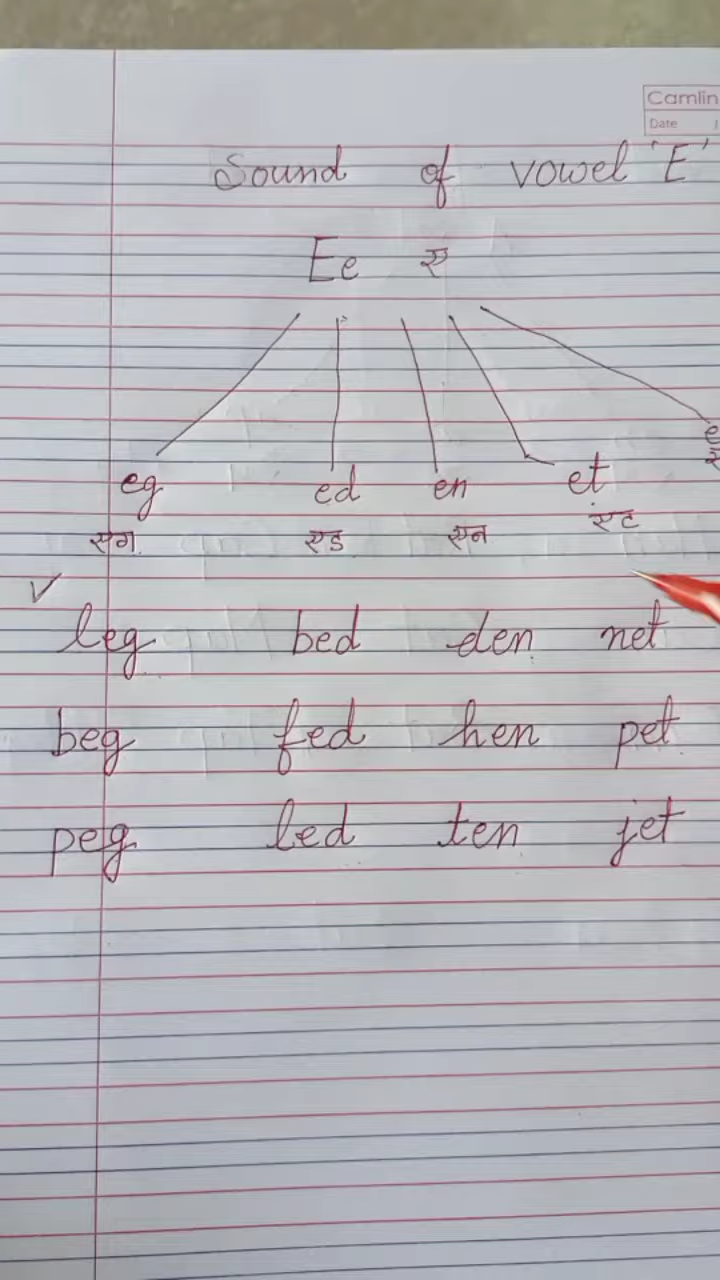 Camlin
Date
Sound of vowel 'E'
Ee ए
eg ed en et e
एग एड एन एट ए
leg bed den net
beg fed hen pet
peg led ten jet